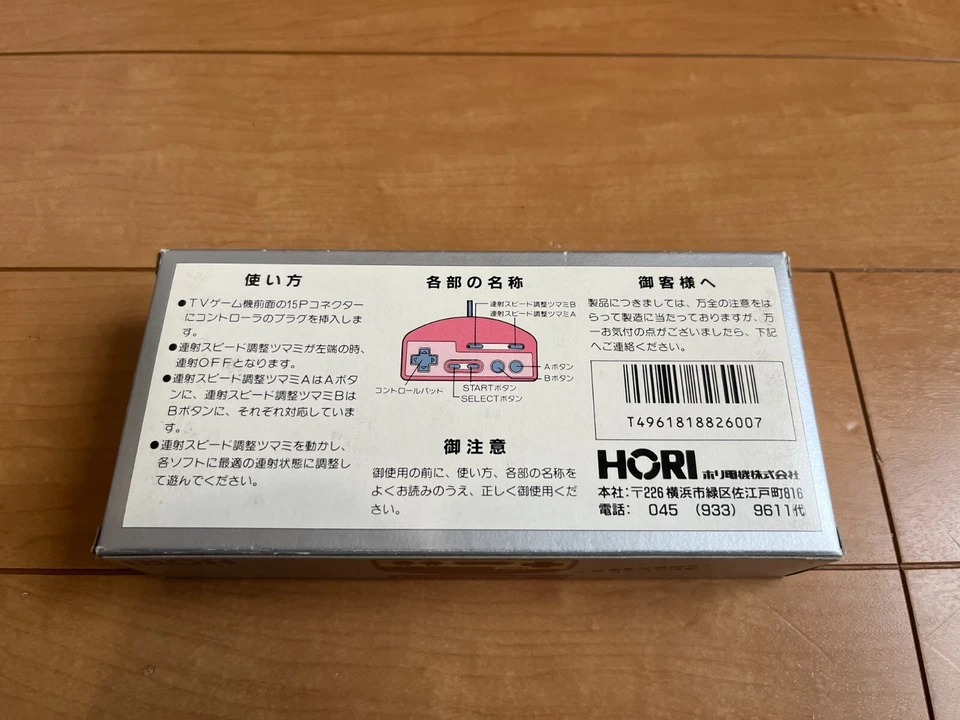 使い方
●TVゲーム機前面の15Pコネクター
にコントローラのプラグを挿入しま
す。
●連射スピード調整ツマミが左端の時、
連射OFFとなります。
●連射スピード調整ツマミAはAボタ
ンに、連射スピード調整ツマミBは
Bボタンに、それぞれ対応していま
す。
●連射スピード調整ツマミを動かし、
各ソフトに最適の連射状態に調整し
て遊んでください。
各部の名称
連射スピード調整ツマミB
連射スピード調整ツマミA
Aボタン
Bボタン
コントロールパッド
STARTボタン
SELECTボタン
御注意
御使用の前に、使い方、各部の名称を
よくお読みのうえ、正しく御使用くだ
さい。
御客様へ
製品につきましては、万全の注意をは
らって製造に当たっておりますが、万
一お気付の点がございましたら、下記
へご連絡ください。
T4961818826007
HORI ホリ電機株式会社
本社:〒226 横浜市緑区佐江戸町816
電話: 045 (933) 9611代